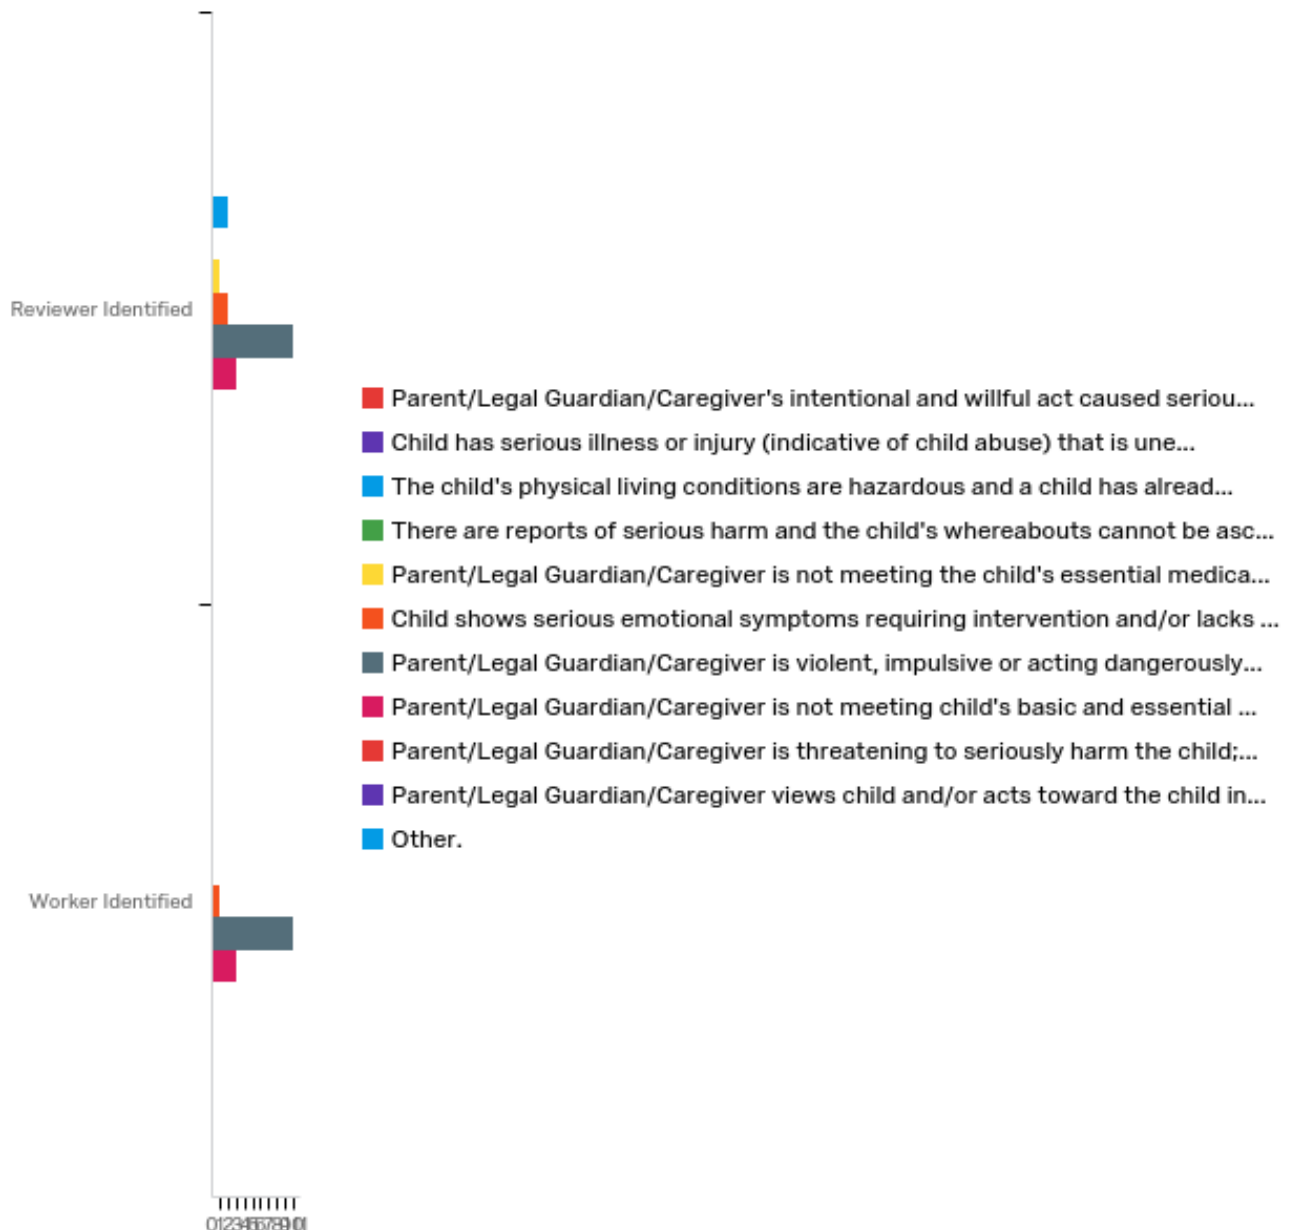 Reviewer Identified
Parent/Legal Guardian/Caregiver's intentional and willful act caused seriou...
Child has serious illness or injury (indicative of child abuse) that is une...
The child's physical living conditions are hazardous and a child has alread...
There are reports of serious harm and the child's whereabouts cannot be asc...
Parent/Legal Guardian/Caregiver is not meeting the child's essential medica...
Child shows serious emotional symptoms requiring intervention and/or lacks ...
Parent/Legal Guardian/Caregiver is violent, impulsive or acting dangerously...
Parent/Legal Guardian/Caregiver is not meeting child's basic and essential ...
Parent/Legal Guardian/Caregiver is threatening to seriously harm the child;...
Parent/Legal Guardian/Caregiver views child and/or acts toward the child in...
Other.
Worker Identified